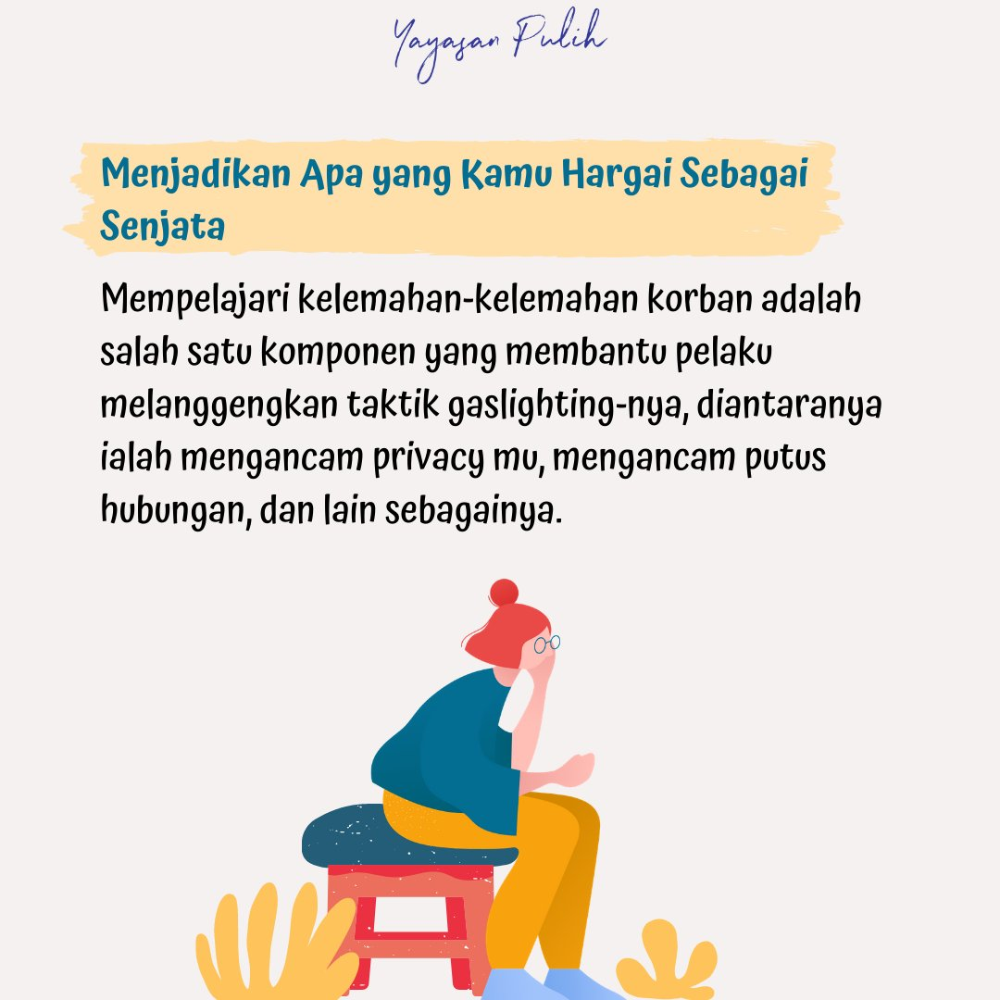 Yayasan Pulih
Menjadikan Apa yang Kamu Hargai Sebagai
Senjata
Mempelajari kelemahan-kelemahan korban adalah
salah satu komponen yang membantu pelaku
melanggengkan taktik gaslighting-nya, diantaranya
ialah mengancam privacy mu, mengancam putus
hubungan, dan lain sebagainya.